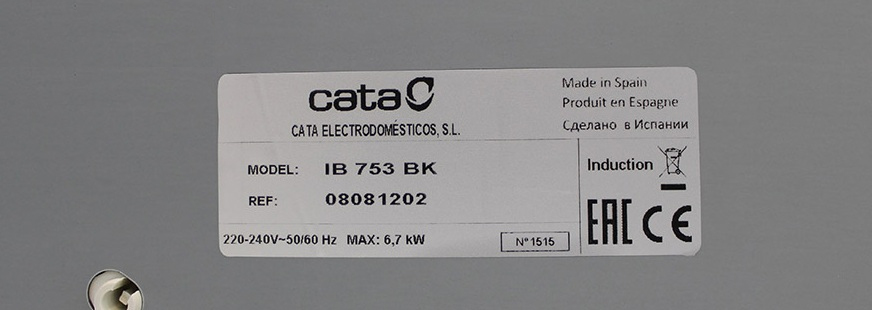 cata
CATA ELECTRODOMÉSTICOS, S.L.
Made in Spain
Produit en Espagne
Сделано в Испании
MODEL: IB 753 BK
REF: 08081202
Induction
EAC CE
220-240V~50/60 Hz MAX: 6,7 kW
Nº 1515